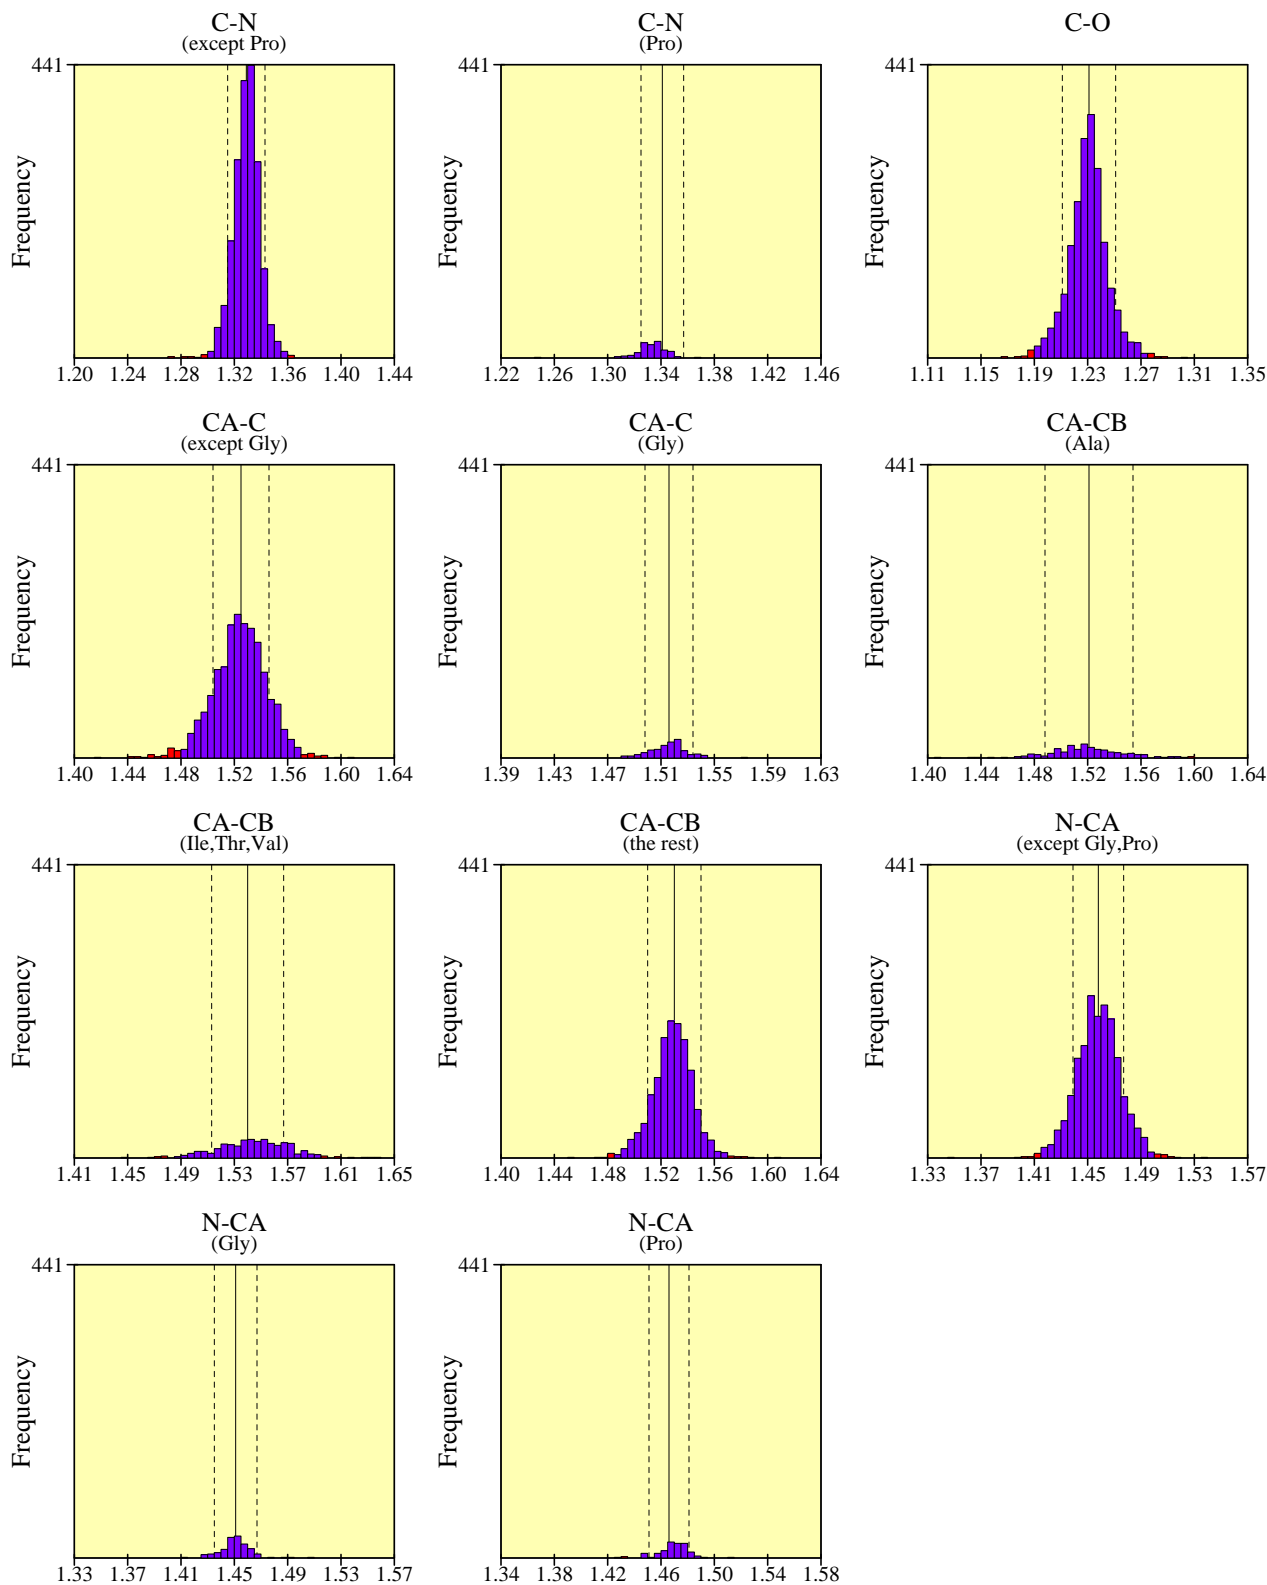 C-N
(except Pro)
441
Frequency
1.20 1.24 1.28 1.32 1.36 1.40 1.44
C-N
(Pro)
441
Frequency
1.22 1.26 1.30 1.34 1.38 1.42 1.46
C-O
441
Frequency
1.11 1.15 1.19 1.23 1.27 1.31 1.35
CA-C
(except Gly)
441
Frequency
1.40 1.44 1.48 1.52 1.56 1.60 1.64
CA-C
(Gly)
441
Frequency
1.39 1.43 1.47 1.51 1.55 1.59 1.63
CA-CB
(Ala)
441
Frequency
1.40 1.44 1.48 1.52 1.56 1.60 1.64
CA-CB
(Ile,Thr,Val)
441
Frequency
1.41 1.45 1.49 1.53 1.57 1.61 1.65
CA-CB
(the rest)
441
Frequency
1.40 1.44 1.48 1.52 1.56 1.60 1.64
N-CA
(except Gly,Pro)
441
Frequency
1.33 1.37 1.41 1.45 1.49 1.53 1.57
N-CA
(Gly)
441
Frequency
1.33 1.37 1.41 1.45 1.49 1.53 1.57
N-CA
(Pro)
441
Frequency
1.34 1.38 1.42 1.46 1.50 1.54 1.58